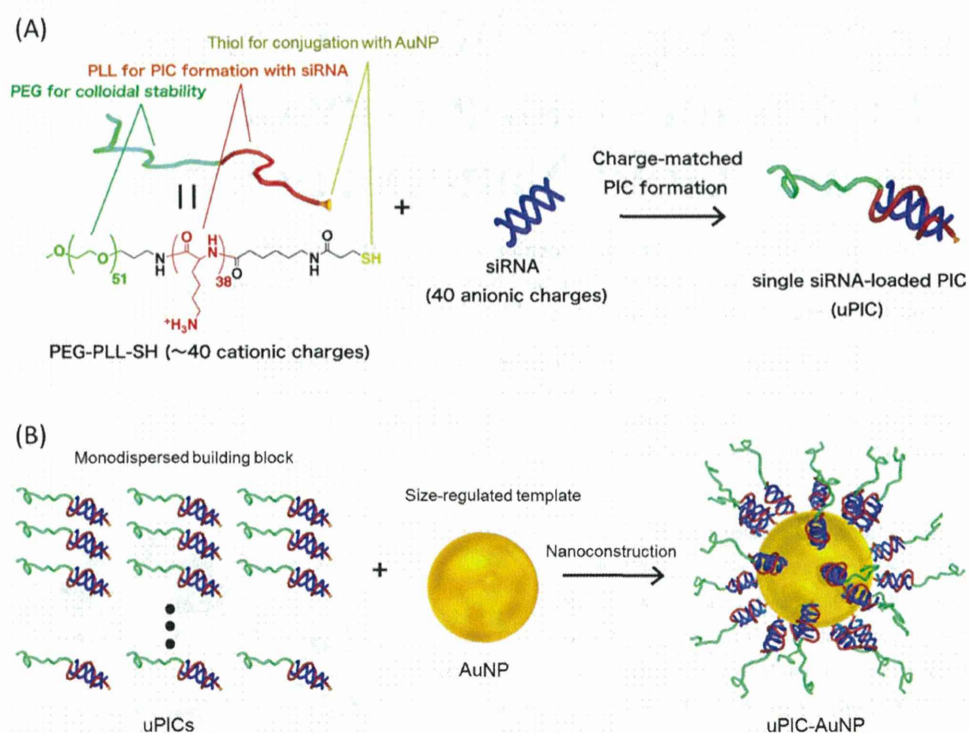 (A)
Thiol for conjugation with AuNP
PLL for PIC formation with siRNA
PEG for colloidal stability
Charge-matched
PIC formation
+
siRNA
(40 anionic charges)
single siRNA-loaded PIC
(uPIC)
O
O
51
N
H
O
H
N
38
O
N
H
O
SH
⁺H₃N
PEG-PLL-SH (~40 cationic charges)
(B)
Monodispersed building block
Size-regulated template
Nanoconstruction
+
AuNP
uPICs
uPIC-AuNP